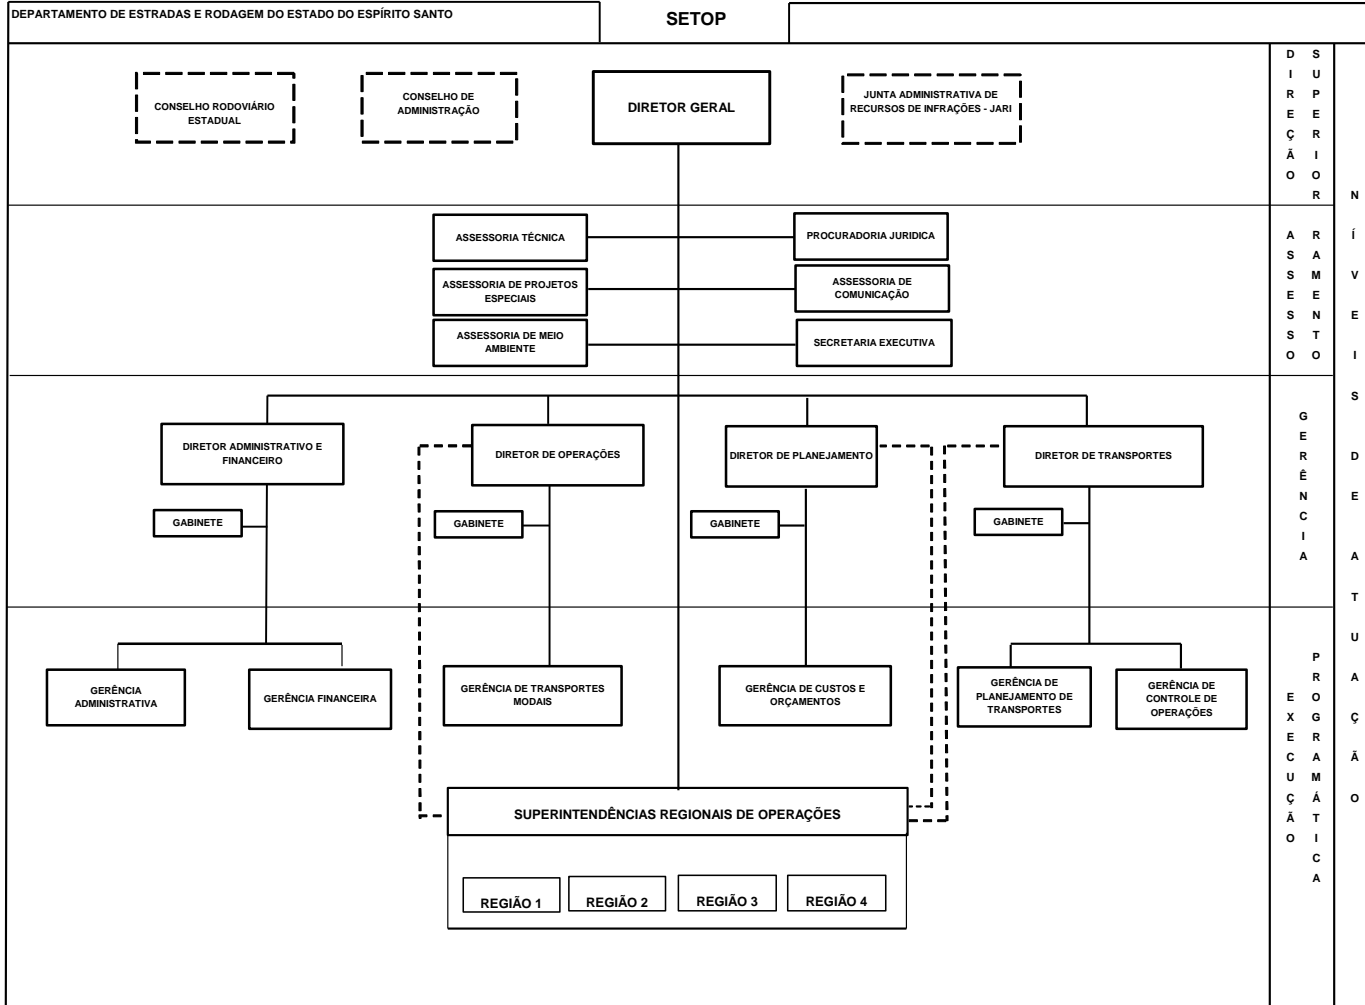 DEPARTAMENTO DE ESTRADAS E RODAGEM DO ESTADO DO ESPÍRITO SANTO
SETOP
CONSELHO RODOVIÁRIO
ESTADUAL
CONSELHO DE
ADMINISTRAÇÃO
DIRETOR GERAL
JUNTA ADMINISTRATIVA DE
RECURSOS DE INFRAÇÕES - JARI
DIREÇÃO
SUPERIOR
ASSESSORIA TÉCNICA
PROCURADORIA JURIDICA
ASSESSORIA DE PROJETOS
ESPECIAIS
ASSESSORIA DE
COMUNICAÇÃO
ASSESSORIA DE MEIO
AMBIENTE
SECRETARIA EXECUTIVA
ASSESSO
RAMENTO
DIRETOR ADMINISTRATIVO E
FINANCEIRO
DIRETOR DE OPERAÇÕES
DIRETOR DE PLANEJAMENTO
DIRETOR DE TRANSPORTES
GABINETE
GABINETE
GABINETE
GABINETE
GERÊNCIA
GERÊNCIA
ADMINISTRATIVA
GERÊNCIA FINANCEIRA
GERÊNCIA DE TRANSPORTES
MODAIS
GERÊNCIA DE CUSTOS E
ORÇAMENTOS
GERÊNCIA DE
PLANEJAMENTO DE
TRANSPORTES
GERÊNCIA DE
CONTROLE DE
OPERAÇÕES
SUPERINTENDÊNCIAS REGIONAIS DE OPERAÇÕES
REGIÃO 1
REGIÃO 2
REGIÃO 3
REGIÃO 4
EXECUÇÃO
PROGRAMÁTICA
NÍVEIS DE ATUAÇÃO